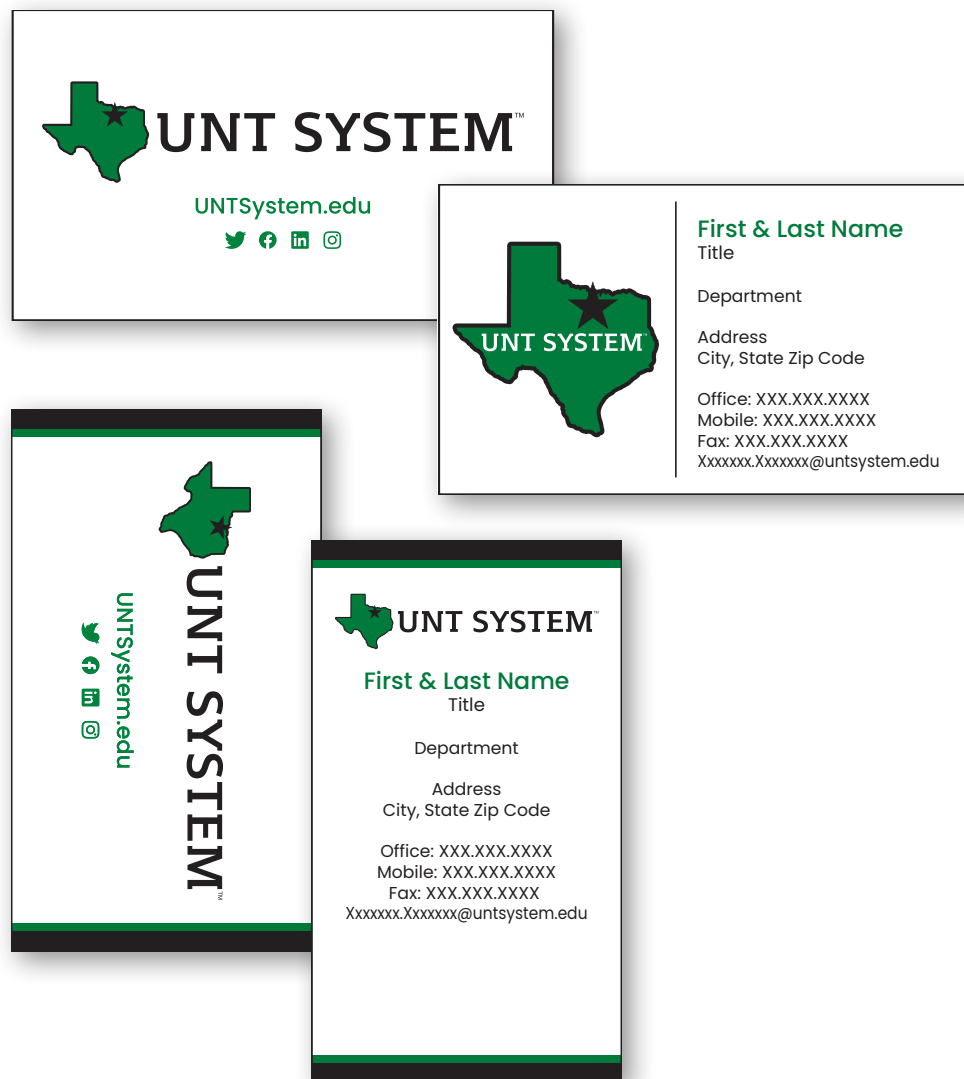 UNT SYSTEM™
UNTSystem.edu
UNT SYSTEM
First & Last Name
Title
Department
Address
City, State Zip Code
Office: XXX.XXX.XXXX
Mobile: XXX.XXX.XXXX
Fax: XXX.XXX.XXXX
Xxxxxxx.Xxxxxxx@untsystem.edu
UNT SYSTEM™
UNTSystem.edu
UNT SYSTEM™
First & Last Name
Title
Department
Address
City, State Zip Code
Office: XXX.XXX.XXXX
Mobile: XXX.XXX.XXXX
Fax: XXX.XXX.XXXX
Xxxxxxx.Xxxxxxx@untsystem.edu